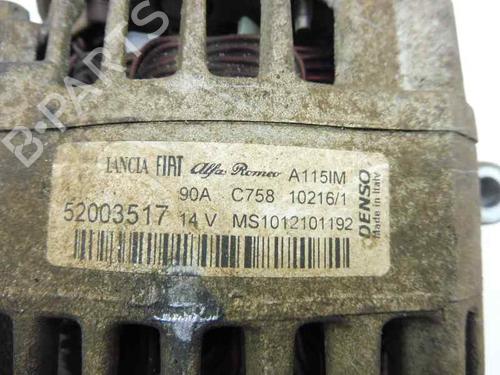 B-PARTS
LANCIA FIAT Alfa Romeo A115IM
90A C758 10216/1
52003517 14 V MS1012101192
DENSO
Made in Italy